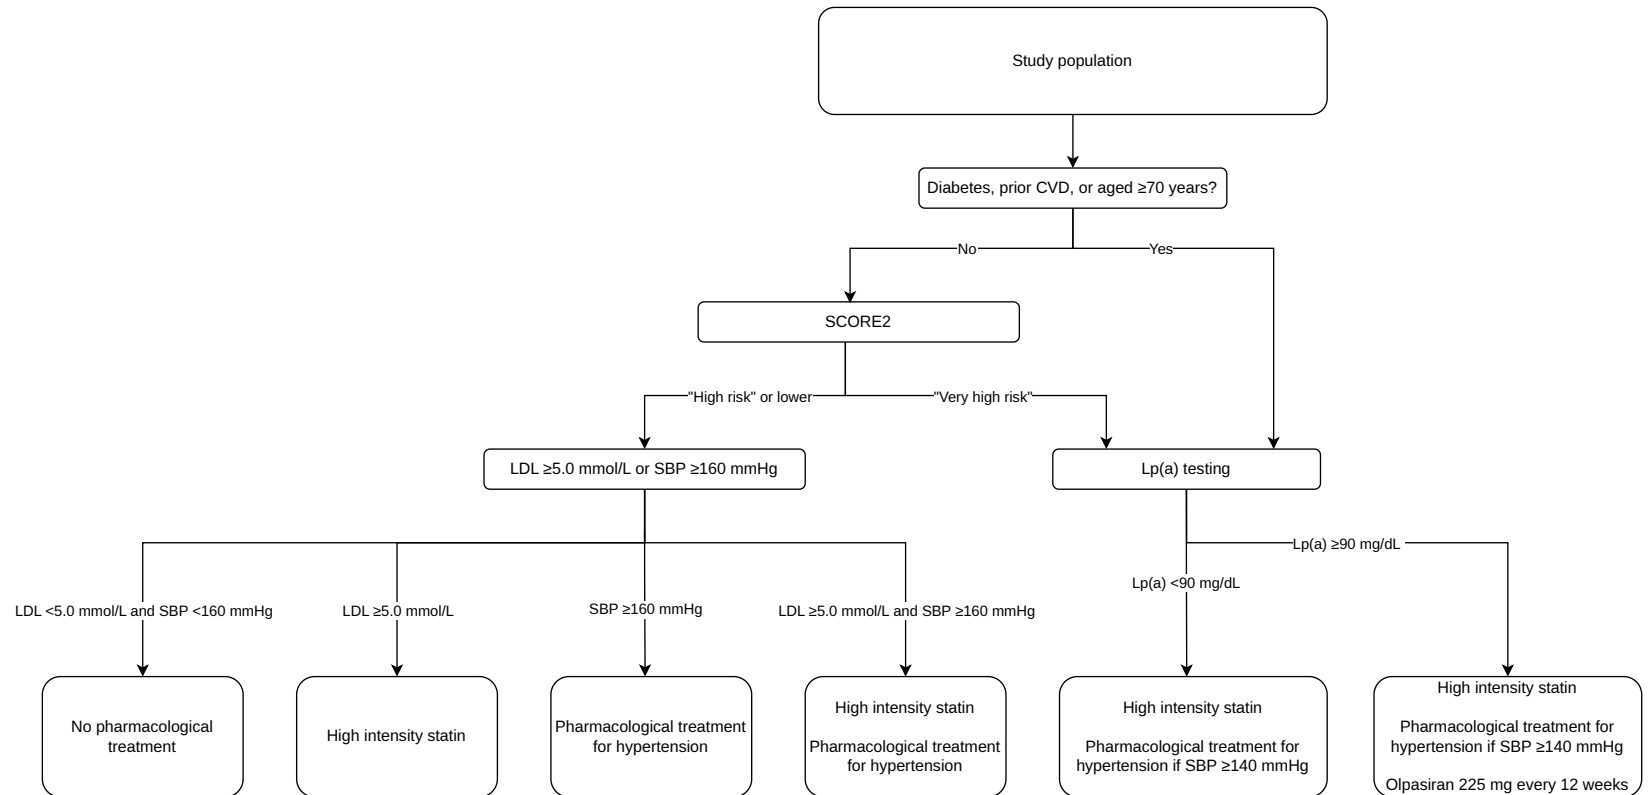 Study population
Diabetes, prior CVD, or aged ≥70 years?
No
Yes
SCORE2
"High risk" or lower
"Very high risk"
LDL ≥5.0 mmol/L or SBP ≥160 mmHg
Lp(a) testing
Lp(a) ≥90 mg/dL
Lp(a) <90 mg/dL
LDL <5.0 mmol/L and SBP <160 mmHg
LDL ≥5.0 mmol/L
SBP ≥160 mmHg
LDL ≥5.0 mmol/L and SBP ≥160 mmHg
No pharmacological
treatment
High intensity statin
Pharmacological treatment
for hypertension
High intensity statin
Pharmacological treatment
for hypertension
High intensity statin
Pharmacological treatment for
hypertension if SBP ≥140 mmHg
High intensity statin
Pharmacological treatment for
hypertension if SBP ≥140 mmHg
Olpasiran 225 mg every 12 weeks